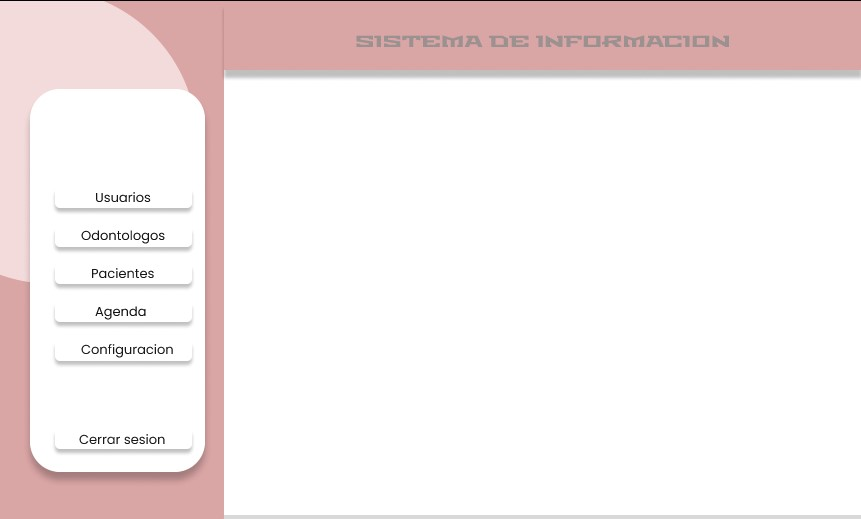 SISTEMA DE INFORMACION
Usuarios
Odontologos
Pacientes
Agenda
Configuracion
Cerrar sesion